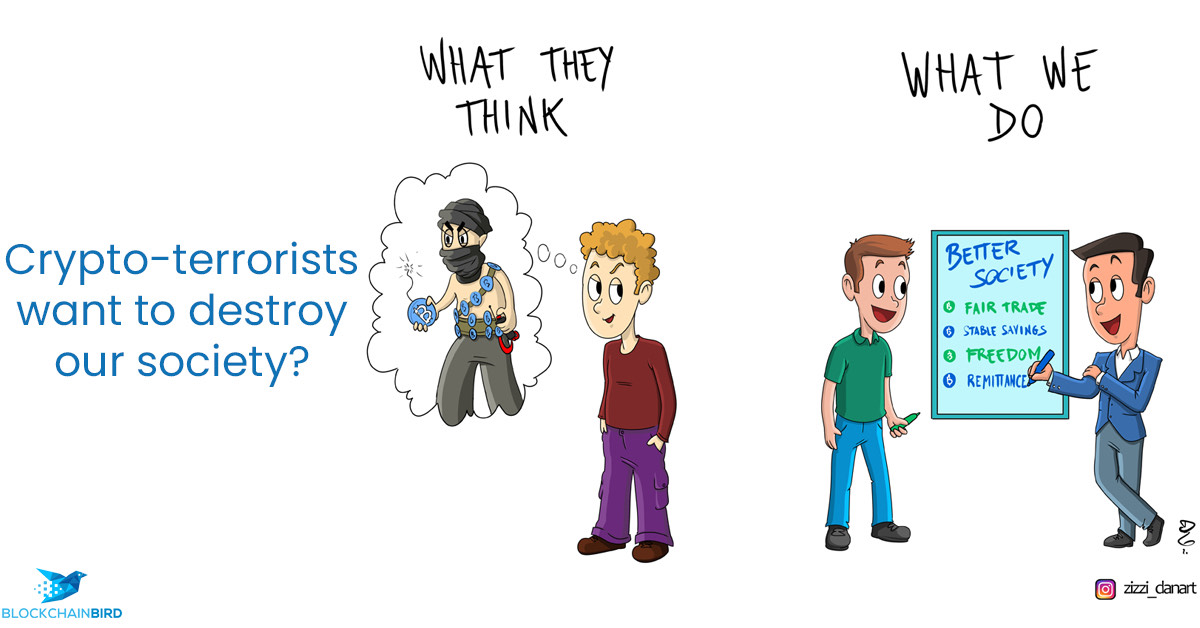 WHAT THEY
THINK
WHAT WE
DO
Crypto-terrorists
want to destroy
our society?
BETTER
SOCIETY
FAIR TRADE
STABLE SAVINGS
FREEDOM
REMITTANCE
BLOCKCHAINBIRD
zizzi_danart